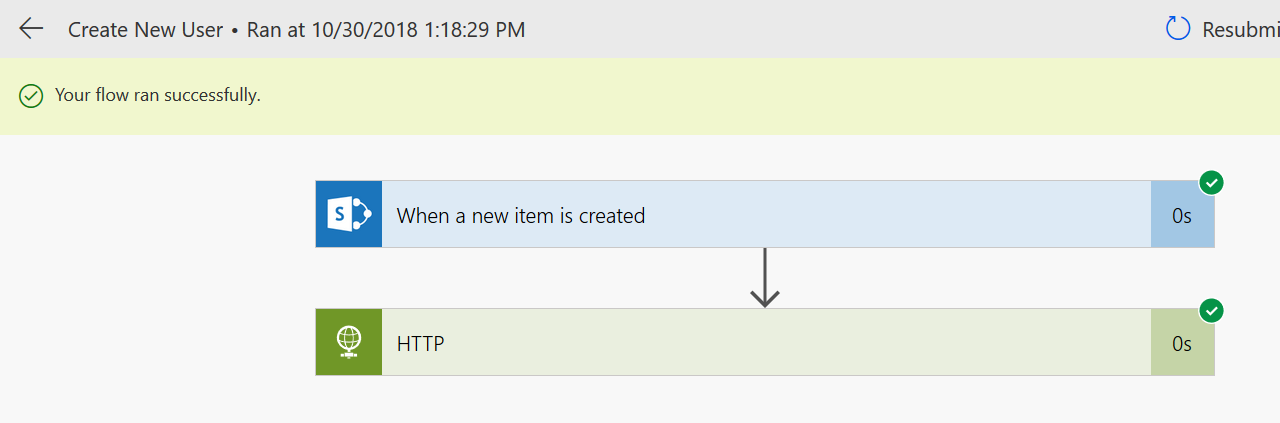 Create New User • Ran at 10/30/2018 1:18:29 PM
Resubmi
Your flow ran successfully.
S
When a new item is created
0s
HTTP
0s